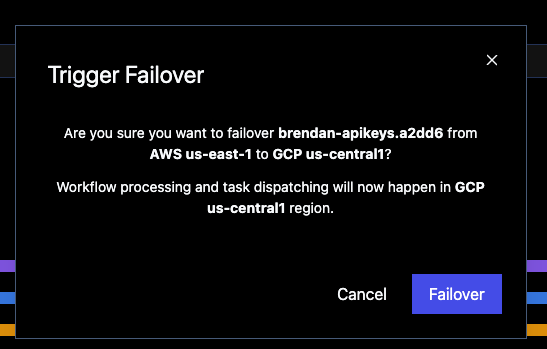 Trigger Failover
Are you sure you want to failover brendan-apikeys.a2dd6 from
AWS us-east-1 to GCP us-central1?
Workflow processing and task dispatching will now happen in GCP
us-central1 region.
Cancel
Failover